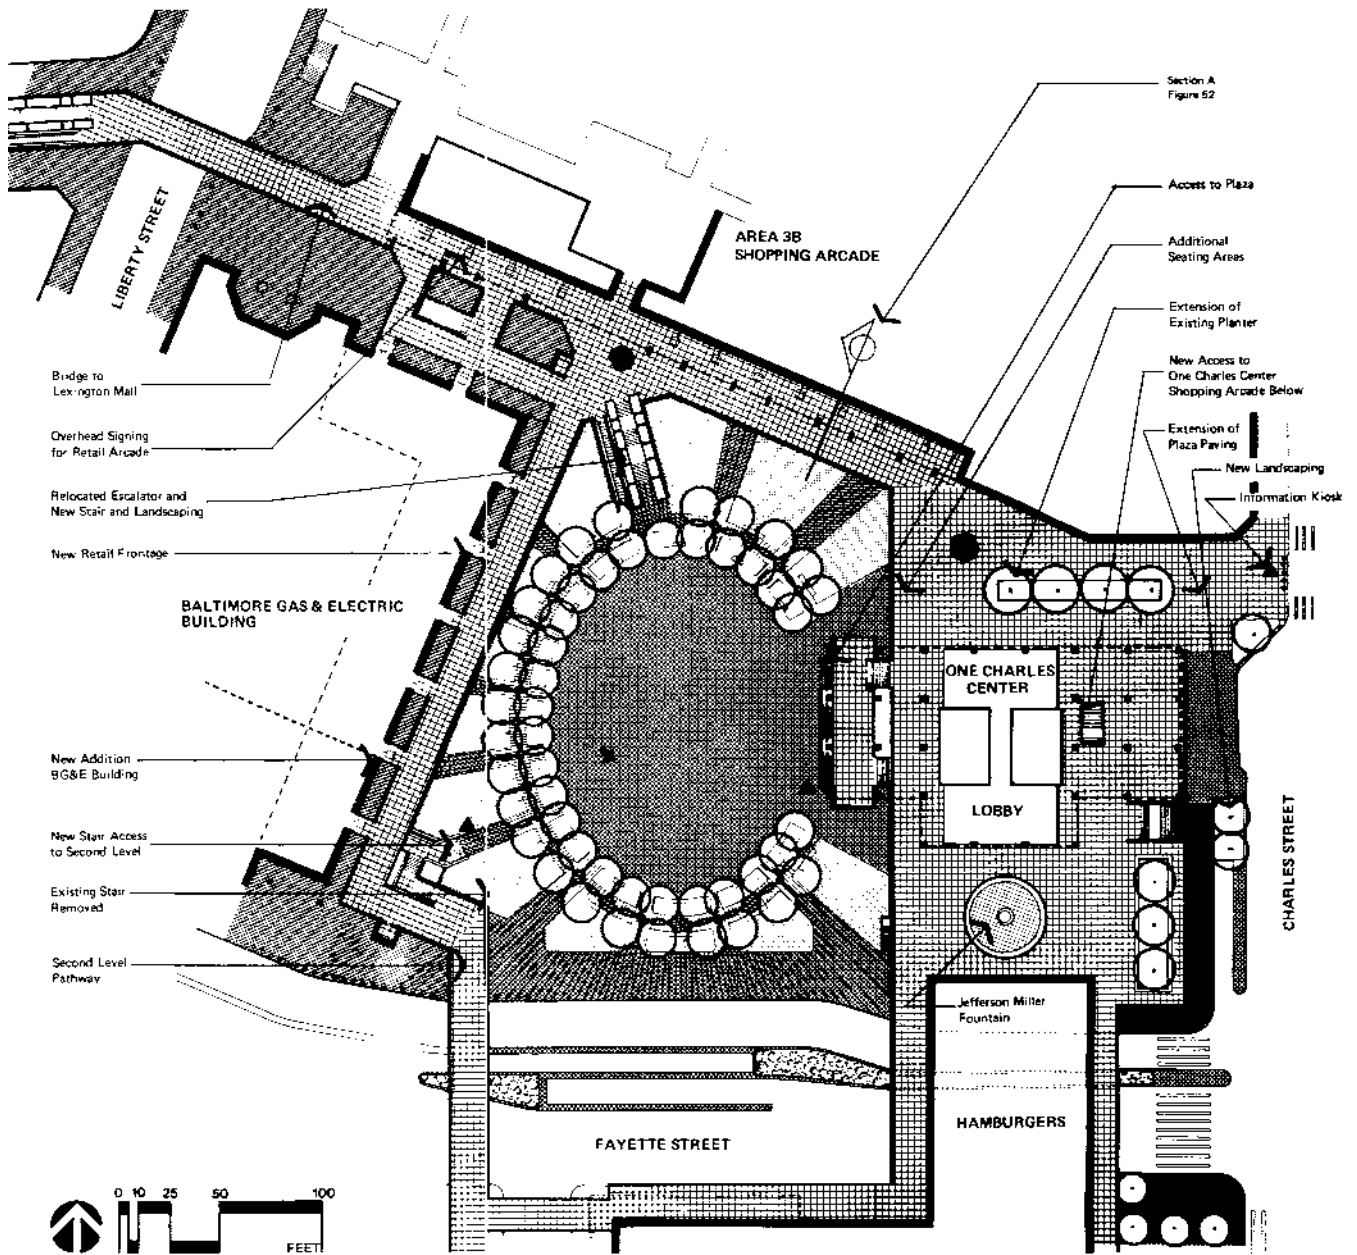 Section A
Figure 52
Access to Plaza
AREA 3B
SHOPPING ARCADE
Additional
Seating Areas
LIBERTY STREET
Extension of
Existing Planter
New Access to
One Charles Center
Shopping Arcade Below
Bridge to
Lexington Mall
Extension of
Plaza Paving
Overhead Signing
for Retail Arcade
New Landscaping
Information Kiosk
Relocated Escalator and
New Stair and Landscaping
New Retail Frontage
BALTIMORE GAS & ELECTRIC
BUILDING
ONE CHARLES
CENTER
New Addition
BG&E Building
LOBBY
New Stair Access
to Second Level
CHARLES STREET
Existing Stair
Removed
Second Level
Pathway
Jefferson Miller
Fountain
HAMBURGERS
FAYETTE STREET
0 10 25 50 100
FEET